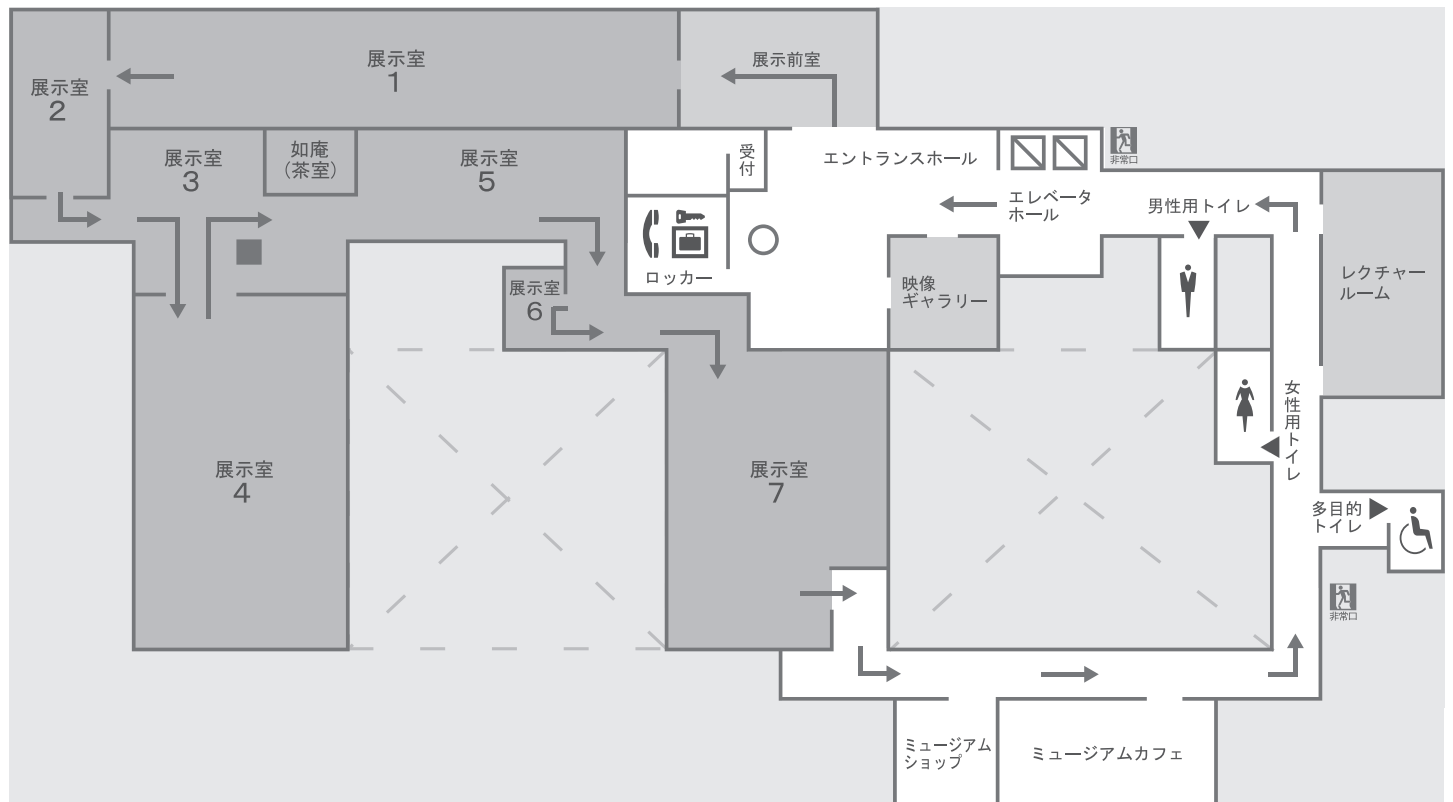 展示室
1
展示前室
展示室
2
展示室
3
如庵
（茶室）
展示室
5
受付
エントランスホール
非常口
エレベータ
ホール
男性用トイレ
ロッカー
展示室
6
映像
ギャラリー
レクチャー
ルーム
女性用トイレ
展示室
4
展示室
7
多目的
トイレ
非常口
ミュージアム
ショップ
ミュージアムカフェ